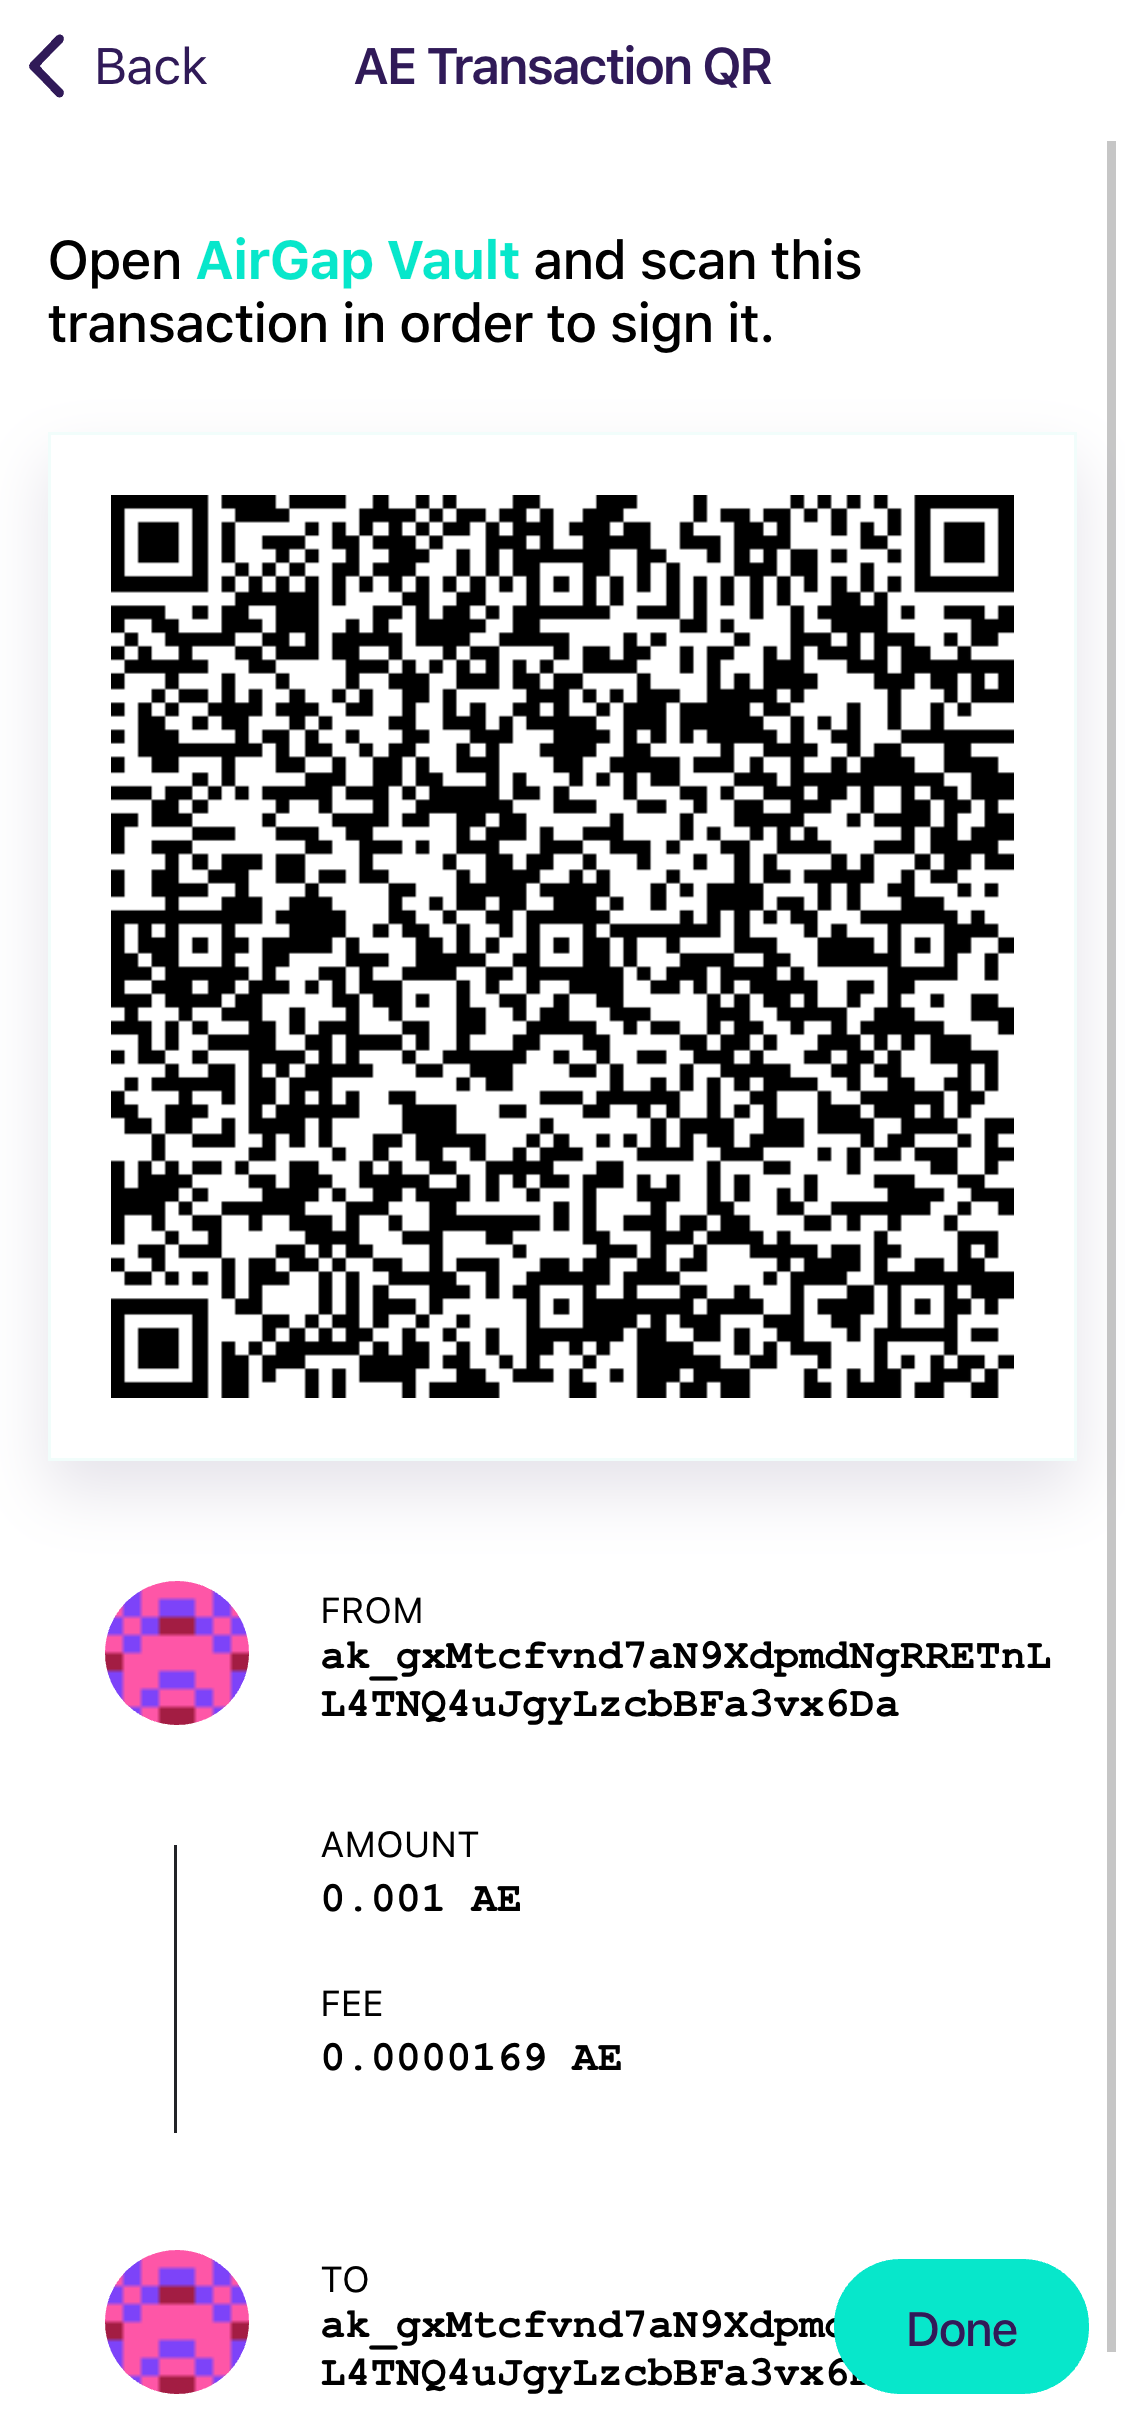 Back
AE Transaction QR
Open AirGap Vault and scan this
transaction in order to sign it.
FROM
ak_gxMtcfvnd7aN9XdpmdNgRRETnL
L4TNQ4uJgyLzcbBFa3vx6Da
AMOUNT
0.001 AE
FEE
0.0000169 AE
TO
ak_gxMtcfvnd7aN9Xdpm
L4TNQ4uJgyLzcbBFa3vx6
Done